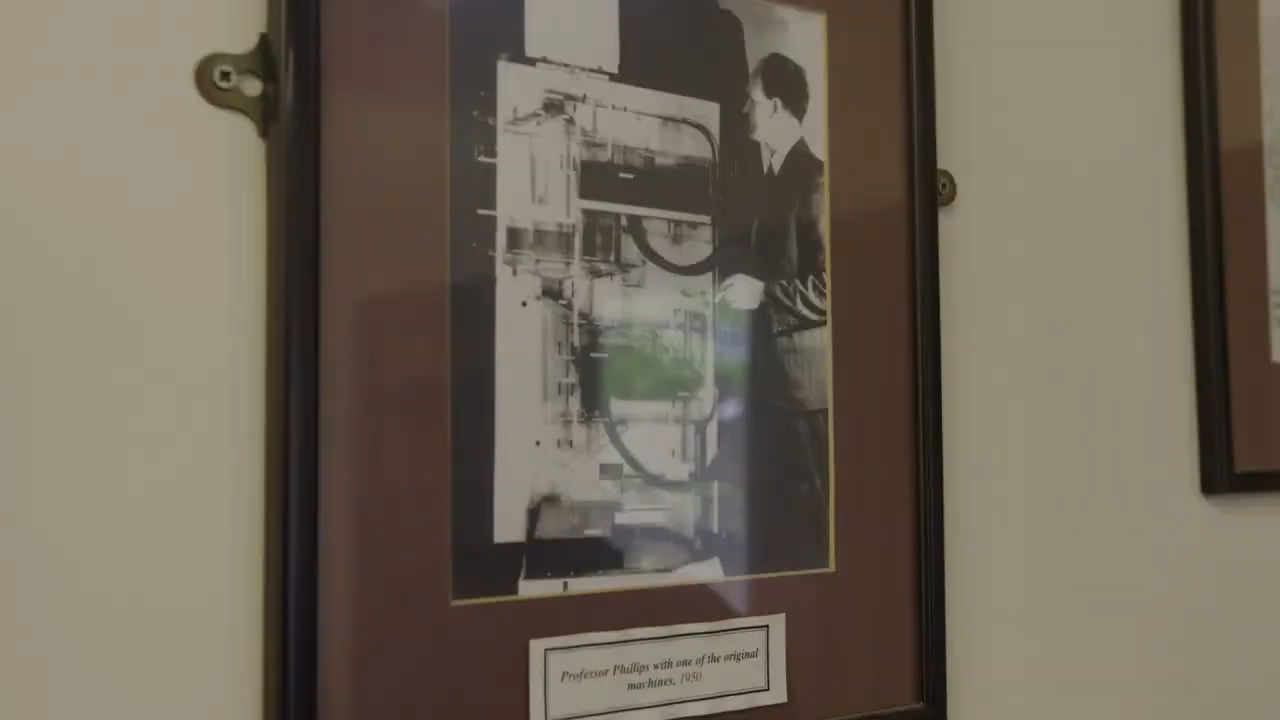 Professor Phillips with one of the original
machines, 1950